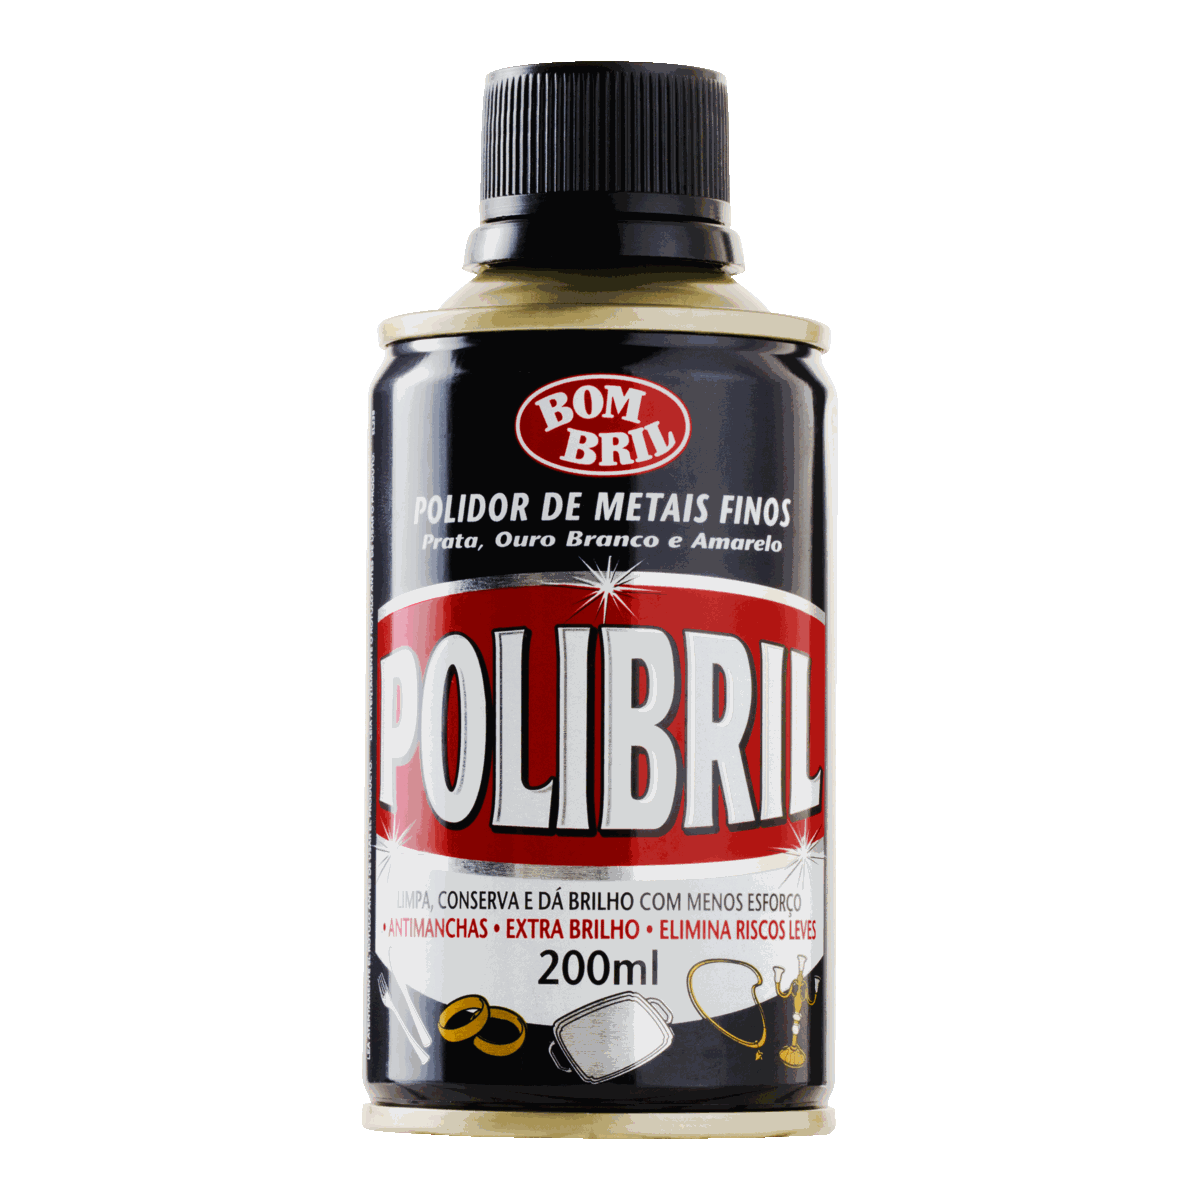 BOM
BRIL
POLIDOR DE METAIS FINOS
Prata, Ouro Branco e Amarelo
POLIBRIL
LIMPA, CONSERVA E DÁ BRILHO COM MENOS ESFORÇO
• ANTIMANCHAS • EXTRA BRILHO • ELIMINA RISCOS LEVES
200ml